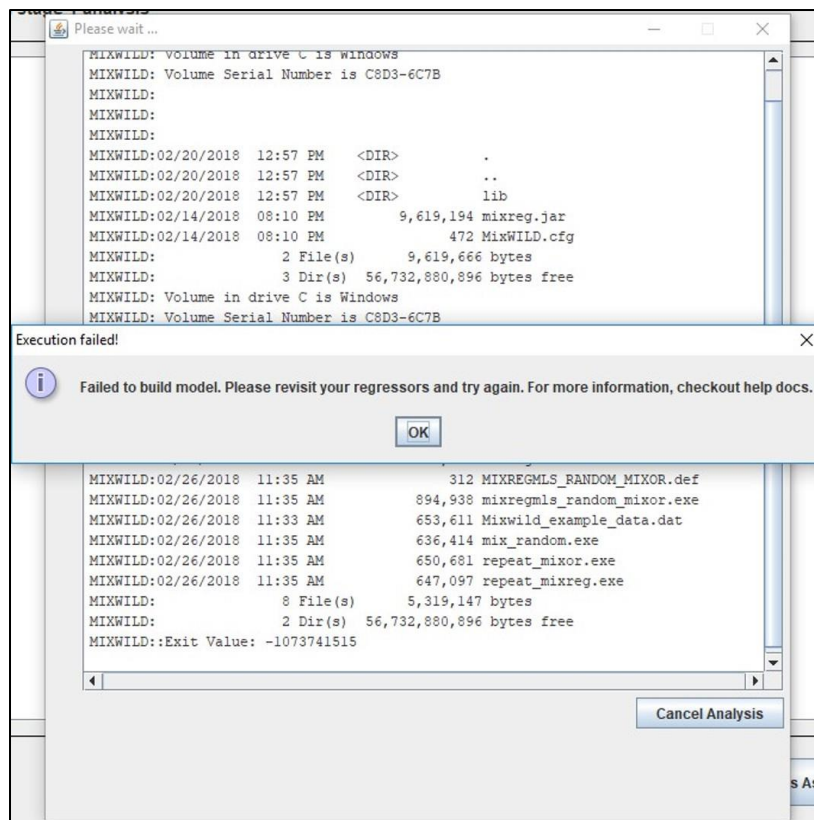 stage 1 analysis
Please wait ...
MIXWILD: Volume in drive C is Windows
MIXWILD: Volume Serial Number is C8D3-6C7B
MIXWILD:
MIXWILD:
MIXWILD:
MIXWILD:02/20/2018 12:57 PM <DIR> .
MIXWILD:02/20/2018 12:57 PM <DIR> ..
MIXWILD:02/20/2018 12:57 PM <DIR> lib
MIXWILD:02/14/2018 08:10 PM 9,619,194 mixreg.jar
MIXWILD:02/14/2018 08:10 PM 472 MixWILD.cfg
MIXWILD: 2 File(s) 9,619,666 bytes
MIXWILD: 3 Dir(s) 56,732,880,896 bytes free
MIXWILD: Volume in drive C is Windows
MIXWILD: Volume Serial Number is C8D3-6C7B
Execution failed!
Failed to build model. Please revisit your regressors and try again. For more information, checkout help docs.
OK
MIXWILD:02/26/2018 11:35 AM 312 MIXREGMLS_RANDOM_MIXOR.def
MIXWILD:02/26/2018 11:35 AM 894,938 mixregmls_random_mixor.exe
MIXWILD:02/26/2018 11:33 AM 653,611 Mixwild_example_data.dat
MIXWILD:02/26/2018 11:35 AM 636,414 mix_random.exe
MIXWILD:02/26/2018 11:35 AM 650,681 repeat_mixor.exe
MIXWILD:02/26/2018 11:35 AM 647,097 repeat_mixreg.exe
MIXWILD: 8 File(s) 5,319,147 bytes
MIXWILD: 2 Dir(s) 56,732,880,896 bytes free
MIXWILD::Exit Value: -1073741515
Cancel Analysis
s As